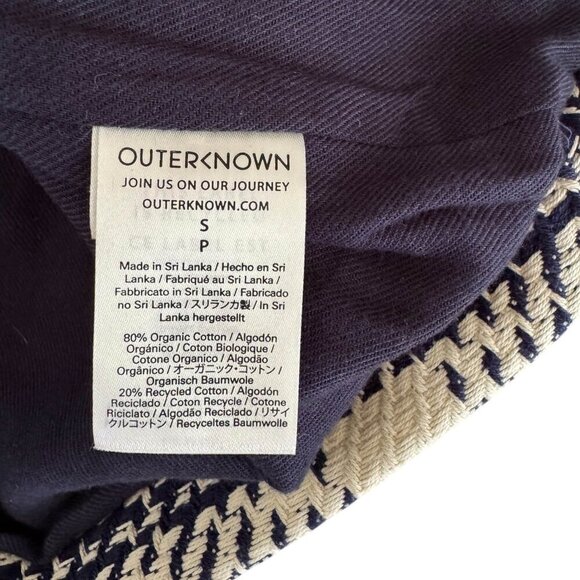 OUTERKNOWN
JOIN US ON OUR JOURNEY
OUTERKNOWN.COM
S
P
Made in Sri Lanka / Hecho en Sri
Lanka / Fabriqué au Sri Lanka /
Fabbricato in Sri Lanka / Fabricado
no Sri Lanka / スリランカ製 / In Sri
Lanka hergestellt
80% Organic Cotton / Algodón
Orgánico / Coton Biologique /
Cotone Organico / Algodão
Orgânico / オーガニック・コットン /
Organisch Baumwole
20% Recycled Cotton / Algodón
Reciclado / Coton Recycle / Cotone
Riciclato / Algodão Reciclado / リサイ
クルコットン / Recyceltes Baumwolle